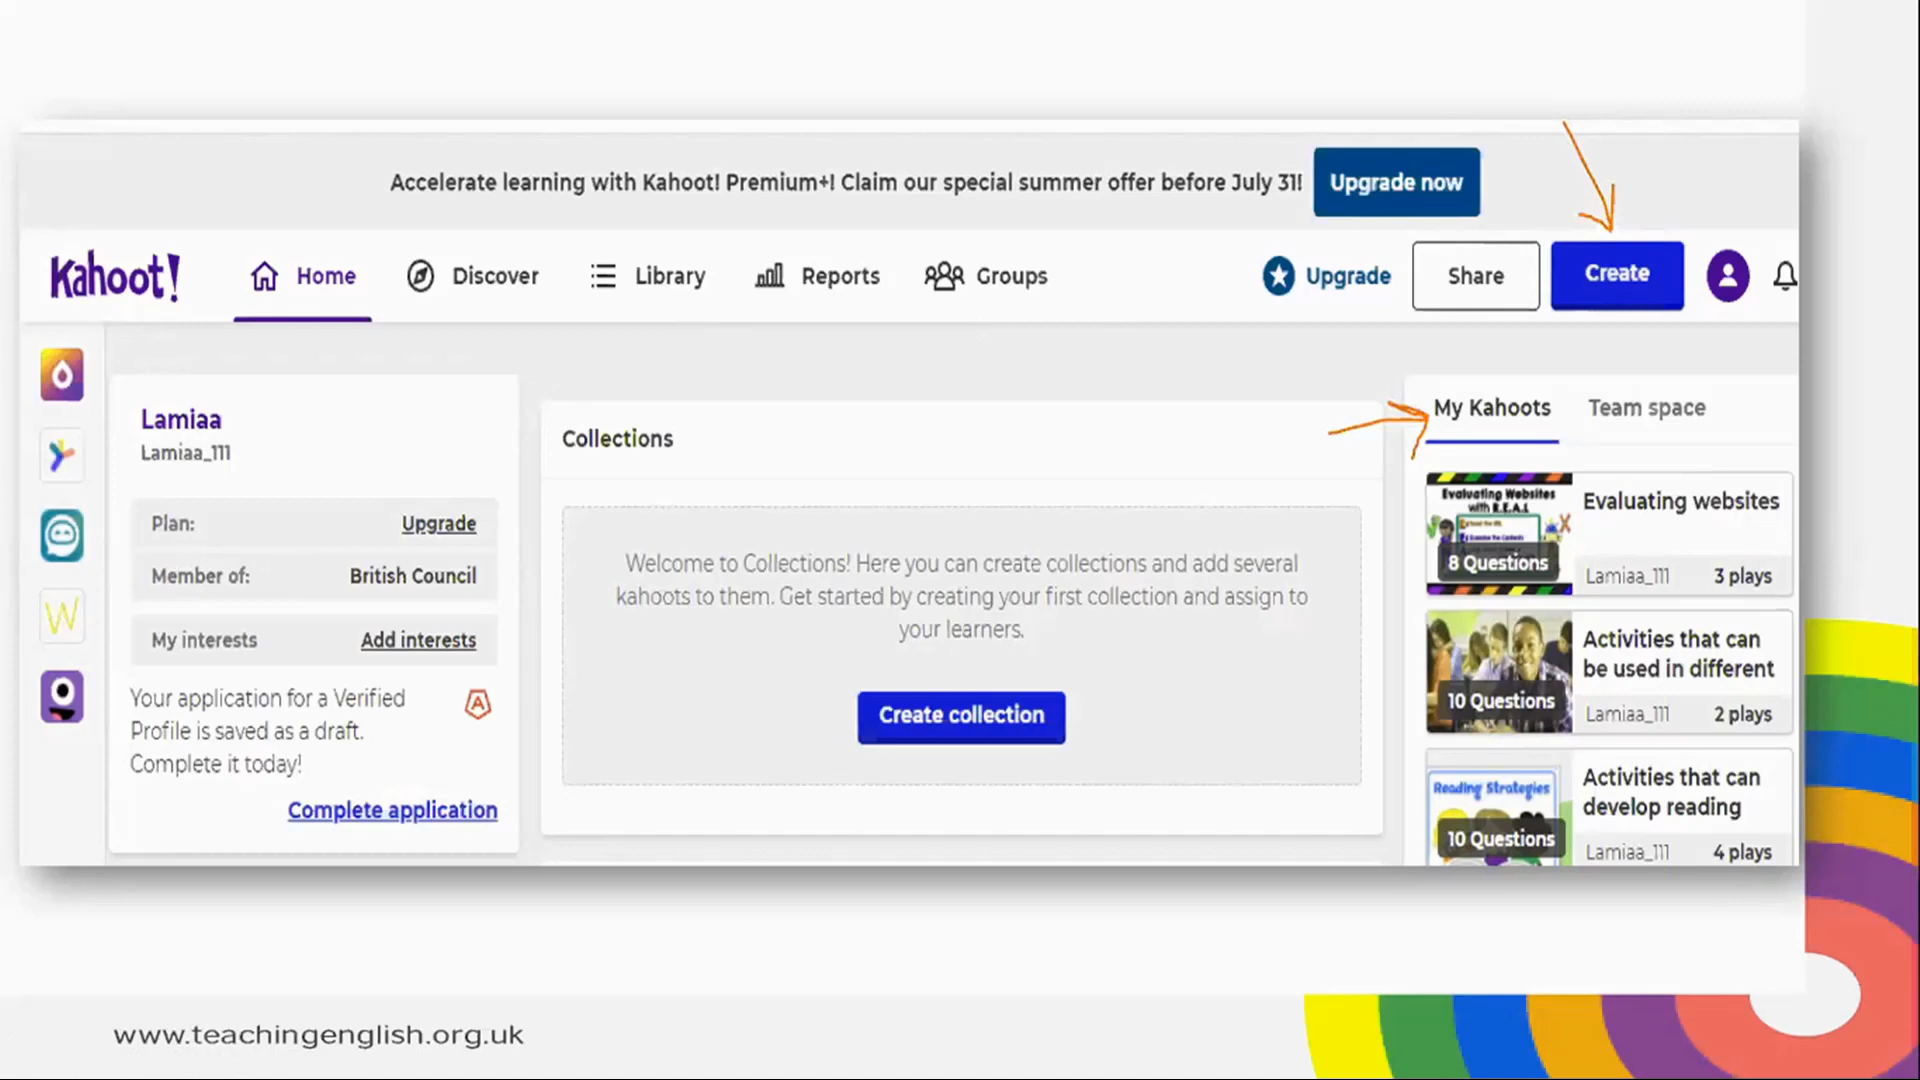 Accelerate learning with Kahoot! Premium+! Claim our special summer offer before July 31!
Upgrade now
Kahoot!
Home
Discover
Library
Reports
Groups
Upgrade
Share
Create
Lamiaa
Lamiaa_111
Plan:
Upgrade
Member of:
British Council
My interests
Add interests
Your application for a Verified
Profile is saved as a draft.
Complete it today!
Complete application
Collections
Welcome to Collections! Here you can create collections and add several
kahoots to them. Get started by creating your first collection and assign to
your learners.
Create collection
My Kahoots
Team space
Evaluating Websites
with R.E.A.L
8 Questions
Evaluating websites
Lamiaa_111
3 plays
10 Questions
Activities that can
be used in different
Lamiaa_111
2 plays
Reading Strategies
10 Questions
Activities that can
develop reading
Lamiaa_111
4 plays
www.teachingenglish.org.uk